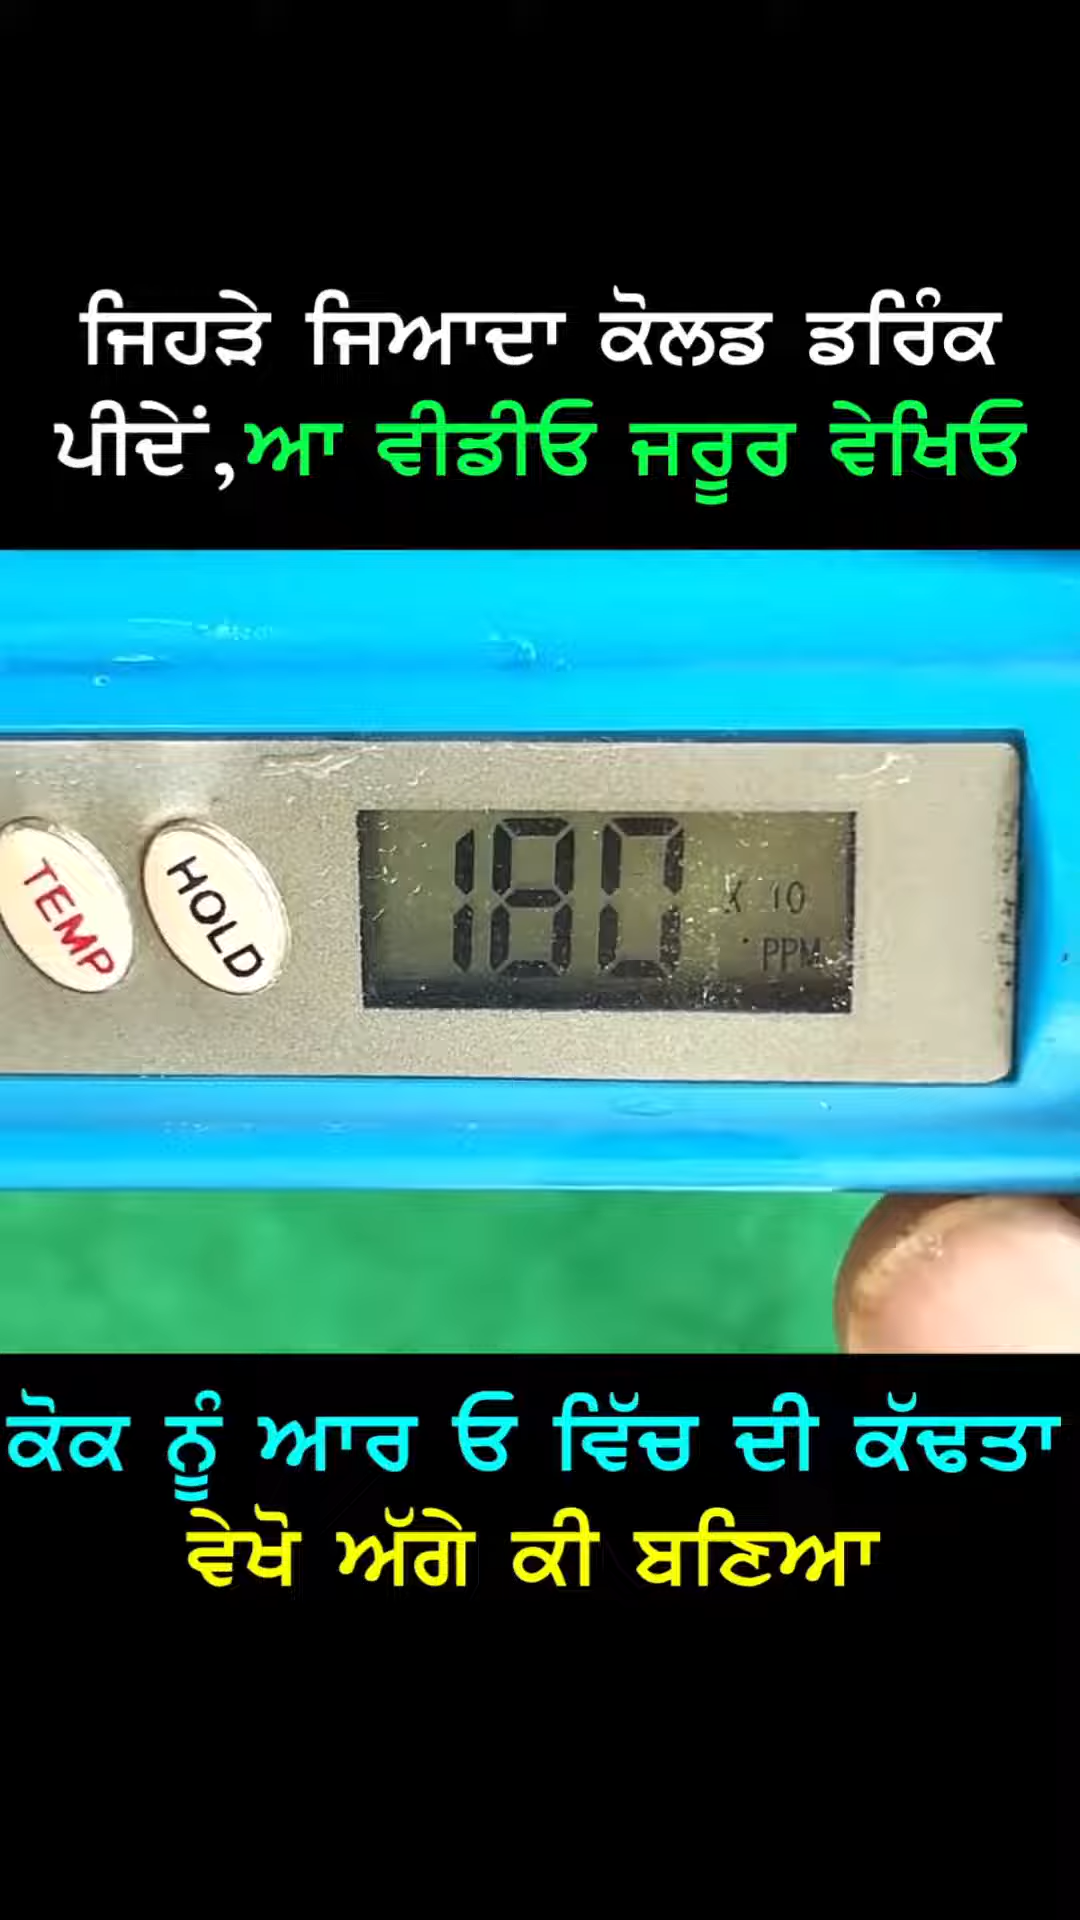 ਜਿਹੜੇ ਜਿਆਦਾ ਕੋਲਡ ਡਰਿੰਕ
ਪੀਦੇਂ,ਆ ਵੀਡੀਓ ਜਰੂਰ ਵੇਖਿਓ
TEMP
HOLD
180
X 10
PPM
ਕੋਕ ਨੂੰ ਆਰ ਓ ਵਿੱਚ ਦੀ ਕੱਢਤਾ
ਵੇਖੋ ਅੱਗੇ ਕੀ ਬਣਿਆ